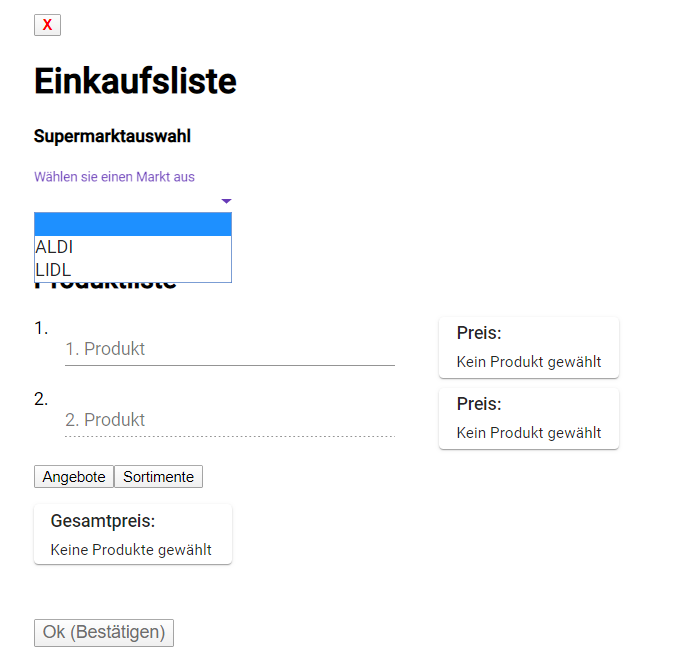 X
Einkaufsliste
Supermarktauswahl
Wählen sie einen Markt aus
ALDI
LIDL
Produktliste
1.
1. Produkt
Preis:
Kein Produkt gewählt
2.
2. Produkt
Preis:
Kein Produkt gewählt
Angebote Sortimente
Gesamtpreis:
Keine Produkte gewählt
Ok (Bestätigen)